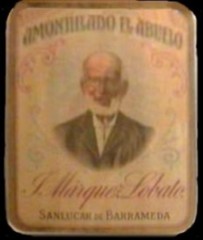 AMONTILLADO EL ABUELO
J. Márquez Lobato.
SANLUCAR DE BARRAMEDA